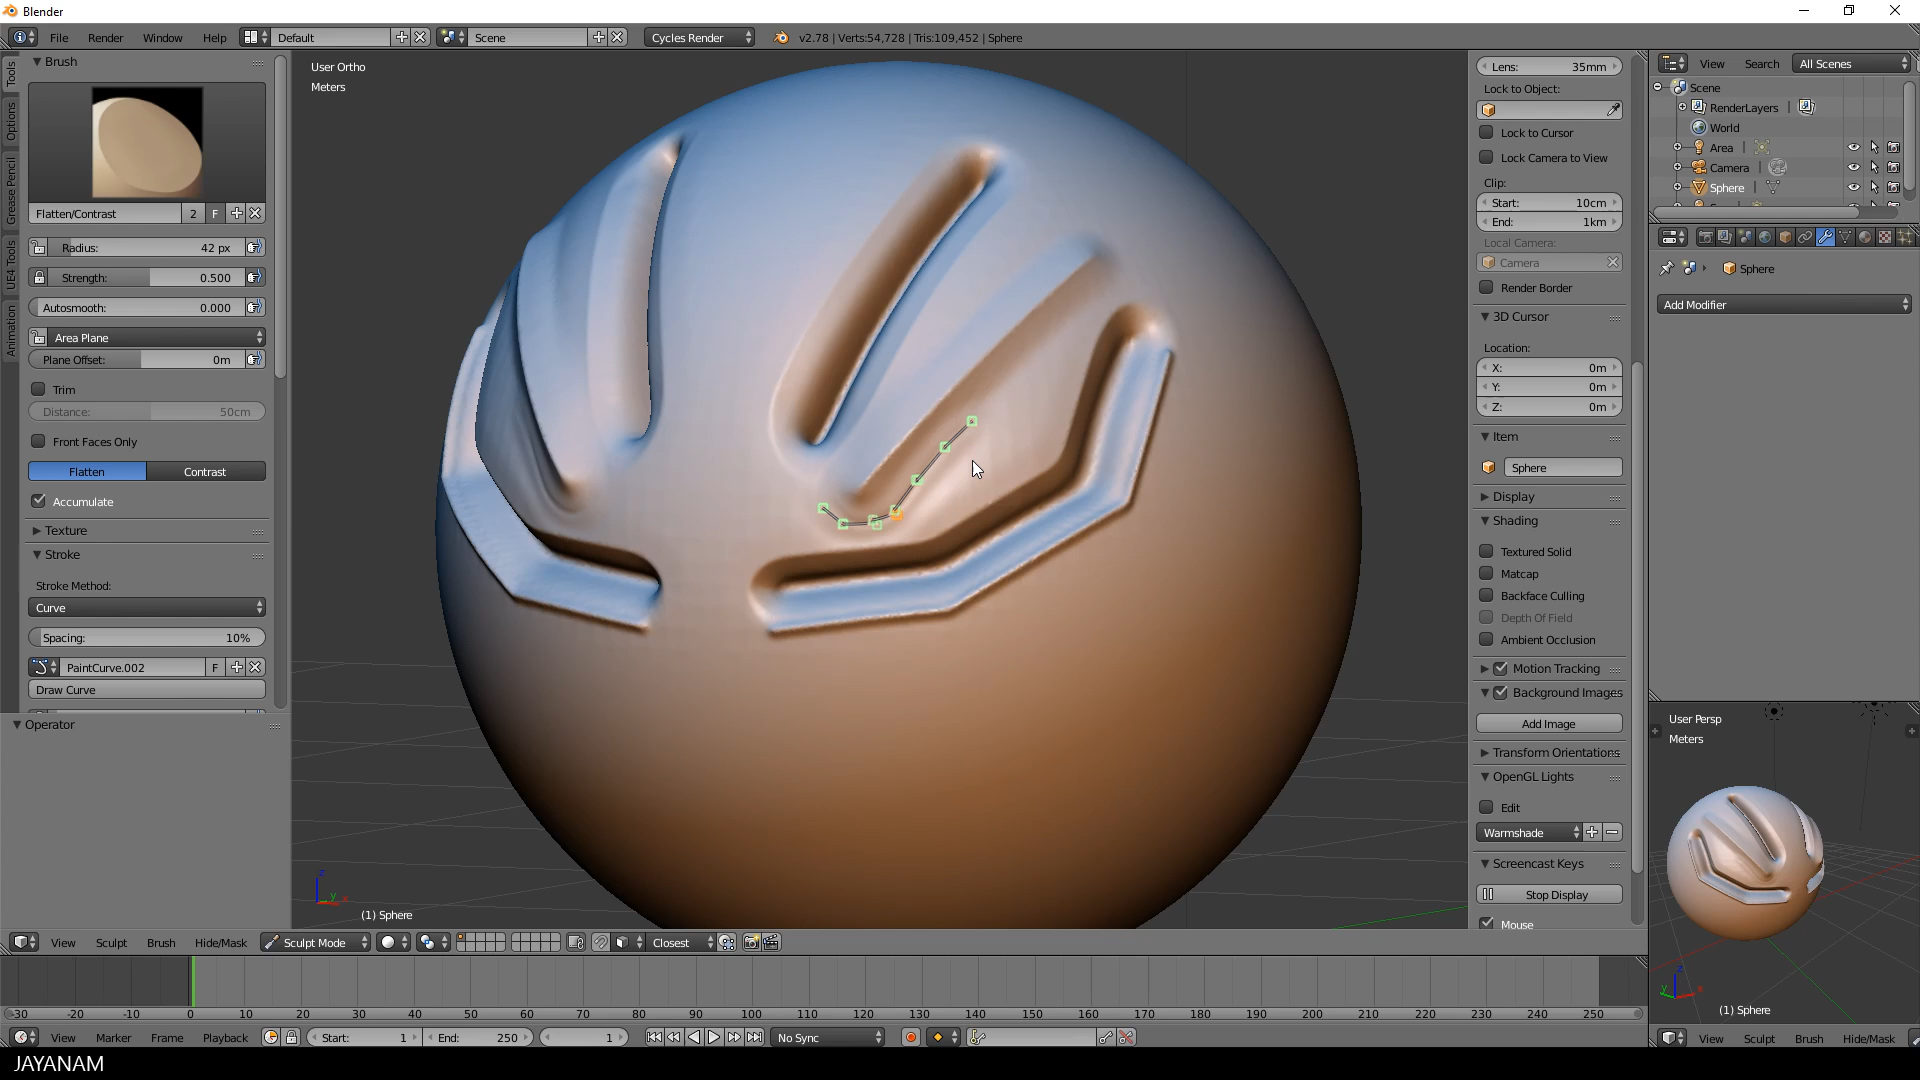 Blender
File Render Window Help Default Scene Cycles Render v2.78 | Verts:54,728 | Tris:109,452 | Sphere
Tools
Options
Grease Pencil
UE4 Tools
Animation
Brush
Flatten/Contrast 2 F
Radius: 42 px
Strength: 0.500
Autosmooth: 0.000
Area Plane
Plane Offset: 0m
Trim
Distance: 50cm
Front Faces Only
Flatten Contrast
Accumulate
Texture
Stroke
Stroke Method:
Curve
Spacing: 10%
PaintCurve.002 F
Draw Curve
Operator
User Ortho
Meters
z
y x
(1) Sphere
Lens: 35mm
Lock to Object:
Lock to Cursor
Lock Camera to View
Clip:
Start: 10cm
End: 1km
Local Camera:
Camera
Render Border
3D Cursor
Location:
X: 0m
Y: 0m
Z: 0m
Item
Sphere
Display
Shading
Textured Solid
Matcap
Backface Culling
Depth Of Field
Ambient Occlusion
Motion Tracking
Background Images
Add Image
Transform Orientations
OpenGL Lights
Edit
Warmshade
Screencast Keys
Stop Display
Mouse
View Search All Scenes
Scene
RenderLayers
World
Area
Camera
Sphere
Sphere
Add Modifier
User Persp
Meters
z
y x
(1) Sphere
View Sculpt Brush Hide/Mask
View Sculpt Brush Hide/Mask Sculpt Mode Closest
-30 -20 -10 0 10 20 30 40 50 60 70 80 90 100 110 120 130 140 150 160 170 180 190 200 210 220 230 240 250
View Marker Frame Playback Start: 1 End: 250 1 No Sync
JAYANAM